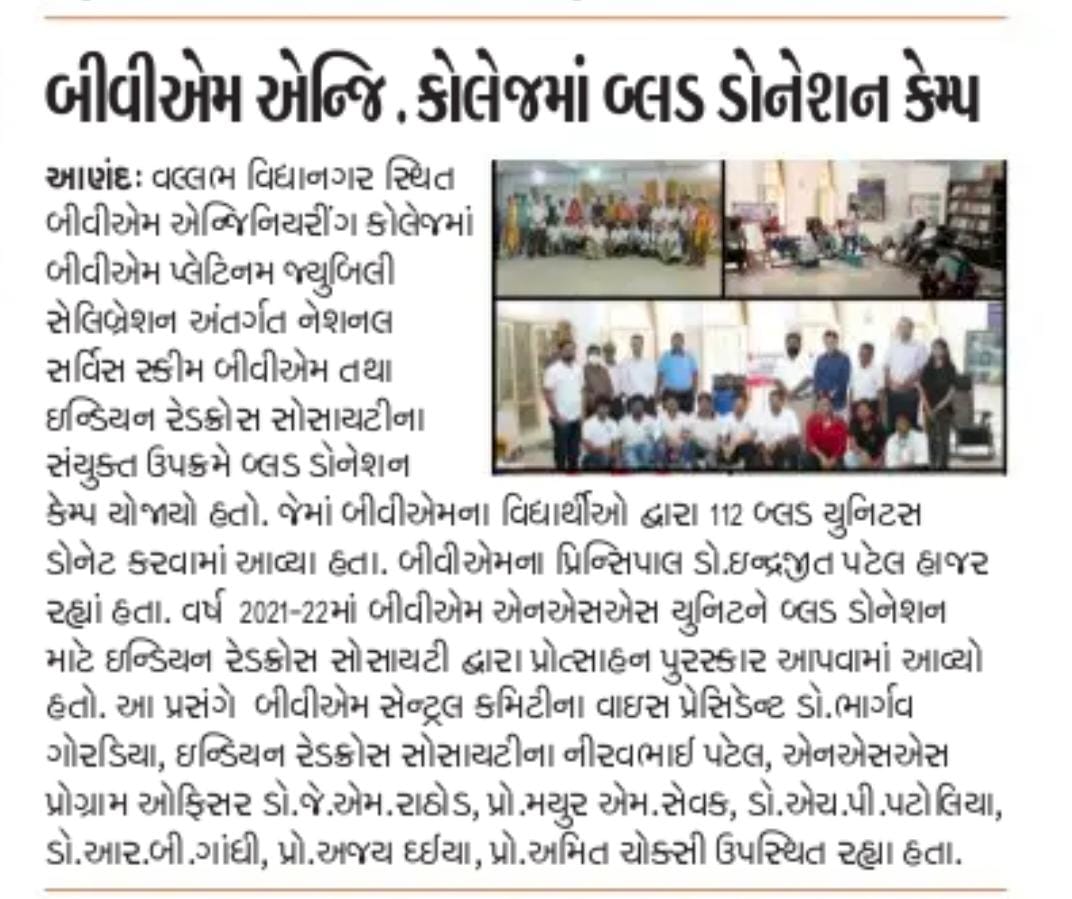 બીવીએમ એન્જિ. કોલેજમાં બ્લડ ડોનેશન કેમ્પ
આણંદઃ વલ્લભ વિદ્યાનગર સ્થિત
બીવીએમ એન્જિનિયરીંગ કોલેજમાં
બીવીએમ પ્લેટિનમ જ્યુબિલી
સેલિબ્રેશન અંતર્ગત નેશનલ
સર્વિસ સ્કીમ બીવીએમ તથા
ઇન્ડિયન રેડક્રોસ સોસાયટીના
સંયુક્ત ઉપક્રમે બ્લડ ડોનેશન
કેમ્પ યોજાયો હતો. જેમાં બીવીએમના વિદ્યાર્થીઓ દ્વારા 112 બ્લડ યુનિટસ
ડોનેટ કરવામાં આવ્યા હતા. બીવીએમના પ્રિન્સિપાલ ડો.ઇન્દ્રજીત પટેલ હાજર
રહ્યાં હતા. વર્ષ 2021-22માં બીવીએમ એનએસએસ યુનિટને બ્લડ ડોનેશન
માટે ઇન્ડિયન રેડક્રોસ સોસાયટી દ્વારા પ્રોત્સાહન પુરસ્કાર આપવામાં આવ્યો
હતો. આ પ્રસંગે બીવીએમ સેન્ટ્રલ કમિટીના વાઇસ પ્રેસિડેન્ટ ડો.ભાર્ગવ
ગોરડિયા, ઇન્ડિયન રેડક્રોસ સોસાયટીના નીરવભાઈ પટેલ, એનએસએસ
પ્રોગ્રામ ઓફિસર ડો.જે.એમ.રાઠોડ, પ્રો.મયુર એમ.સેવક, ડો.એચ.પી.પટોલિયા,
ડો.આર.બી.ગાંધી, પ્રો.અજય દઈયા, પ્રો.અમિત ચોક્સી ઉપસ્થિત રહ્યા હતા.